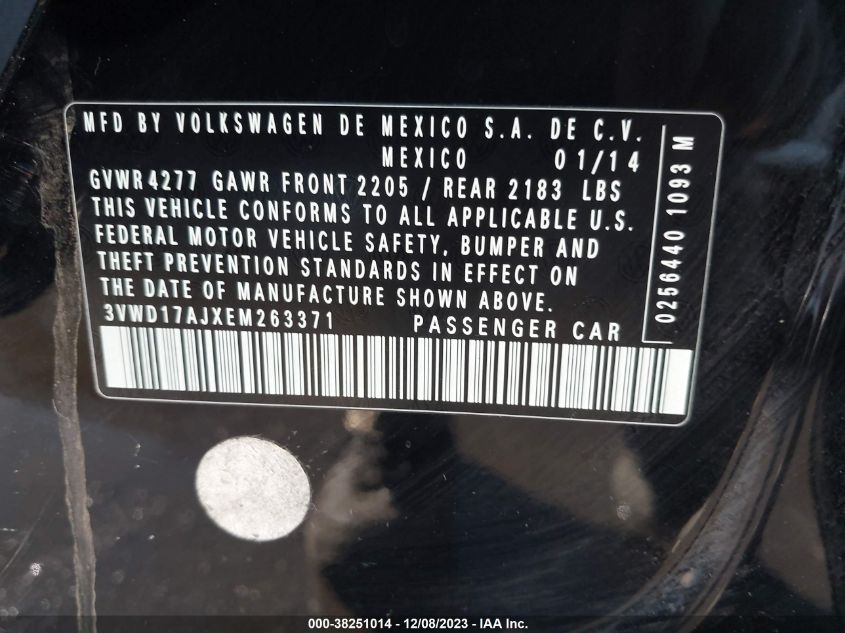 MFD BY VOLKSWAGEN DE MEXICO S.A. DE C.V.
MEXICO 01/14
GVWR 4277 GAWR FRONT 2205 / REAR 2183 LBS
THIS VEHICLE CONFORMS TO ALL APPLICABLE U.S.
FEDERAL MOTOR VEHICLE SAFETY, BUMPER AND
THEFT PREVENTION STANDARDS IN EFFECT ON
THE DATE OF MANUFACTURE SHOWN ABOVE.
3VWD17AJXEM263371 PASSENGER CAR
0256440 1093 M
000-38251014 - 12/08/2023 - IAA Inc.